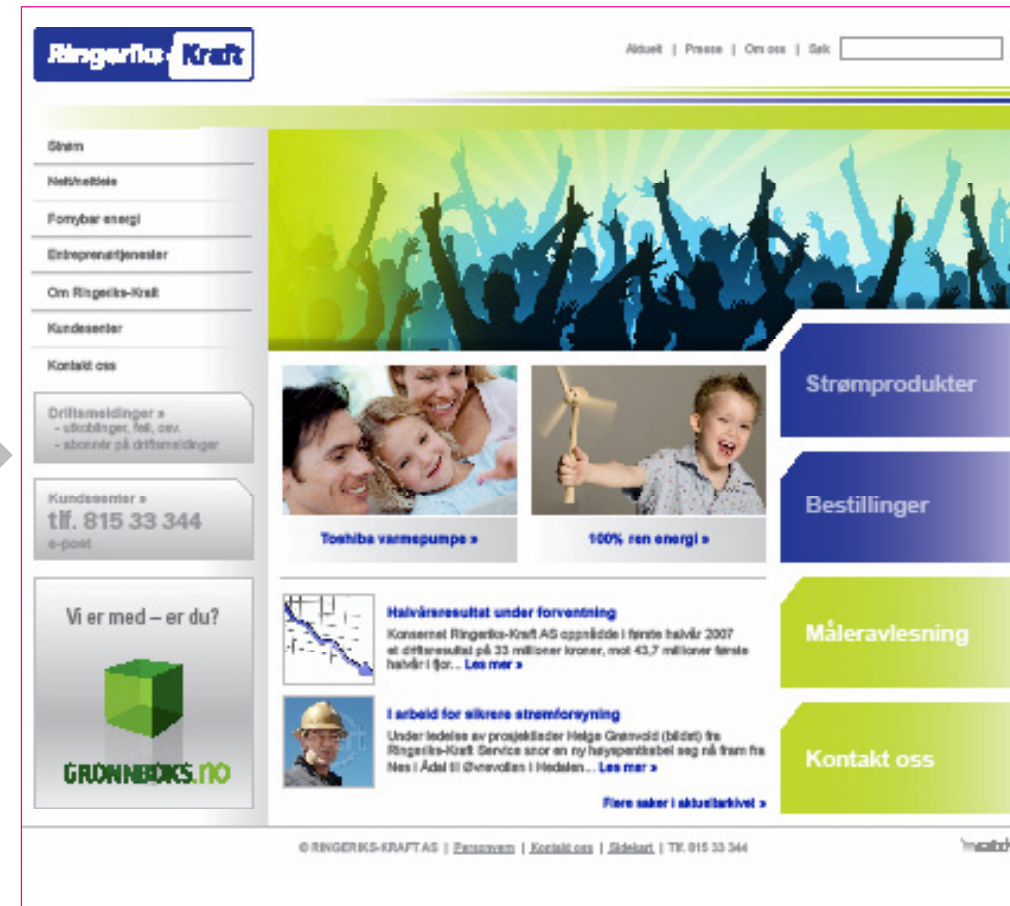 Ringeriks-Kraft
Aktuelt | Presse | Om oss | Søk
Strøm
Nett/nettleie
Fornybar energi
Entreprenørtjenester
Om Ringeriks-Kraft
Kundesenter
Kontakt oss
Driftsmeldinger »
- utkoblinger, feil, osv.
- abonnér på driftsmeldinger
Kundesenter »
tlf. 815 33 344
e-post
Vi er med – er du?
GRØNNBOKS.no
Toshiba varmepumpe »
100% ren energi »
Halvårsresultat under forventning
Konsernet Ringeriks-Kraft AS oppnådde i første halvår 2007
et driftsresultat på 33 millioner kroner, mot 43,7 millioner første
halvår i fjor... Les mer »
I arbeid for sikrere strømforsyning
Under ledelse av prosjektleder Helge Grønvold (bildet) fra
Ringeriks-Kraft Service snor en ny høyspentkabel seg nå fram fra
Nes i Ådal til Øvrevollen i Hedalen... Les mer »
Flere saker i aktueltarkivet »
Strømprodukter
Bestillinger
Måleravlesning
Kontakt oss
© RINGERIKS-KRAFT AS | Personvern | Kontakt oss | Sidekart | Tlf. 815 33 344